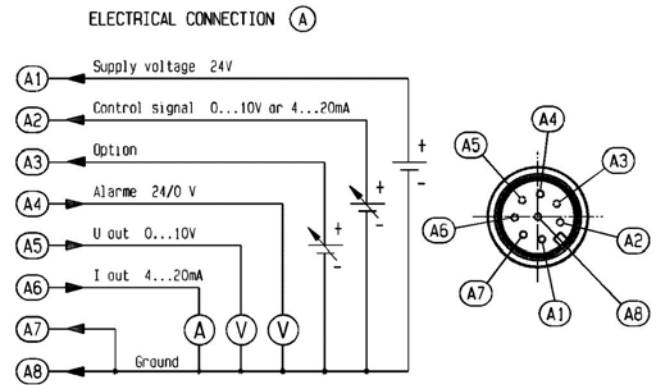 ELECTRICAL CONNECTION A
A1 Supply voltage 24V
A2 Control signal 0...10V or 4...20mA
A3 Option
A4 Alarme 24/0 V
A5 U out 0...10V
A6 I out 4...20mA
A7
A8 Ground
+
-
+
-
+
-
A V V
A4
A5 A3
A6 A2
A7 A1 A8